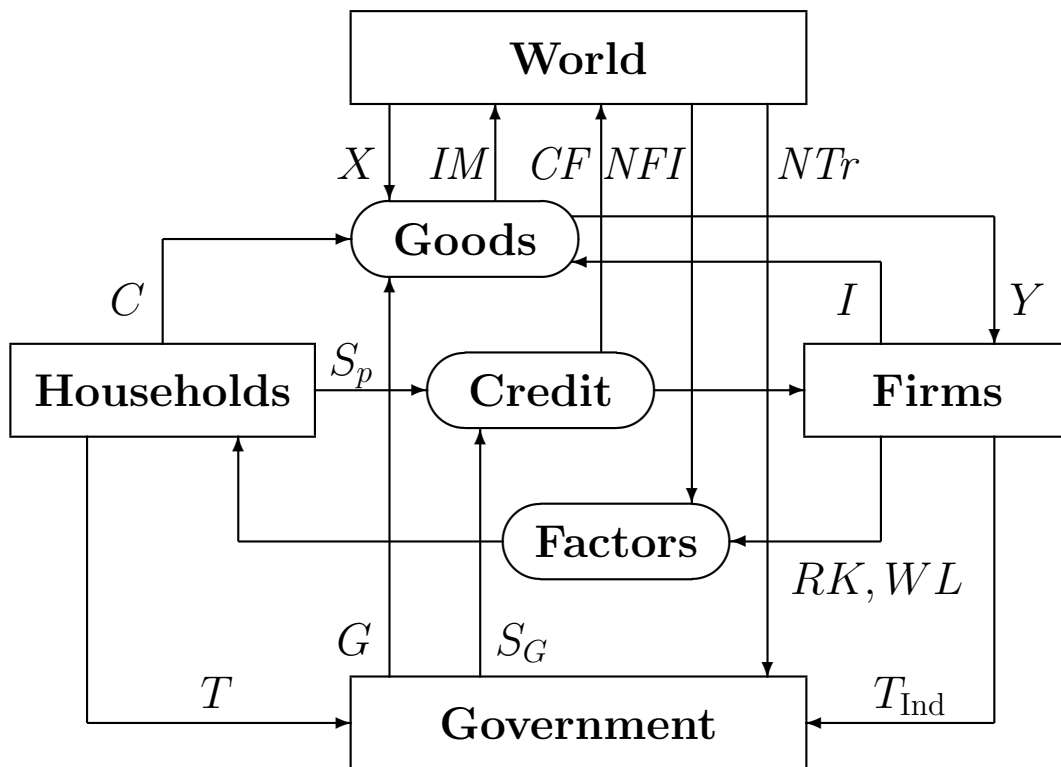 World
X IM CF NFI NTr
Goods
C I Y
Households S_p Credit Firms
Factors
RK, WL
G S_G
T T_Ind
Government